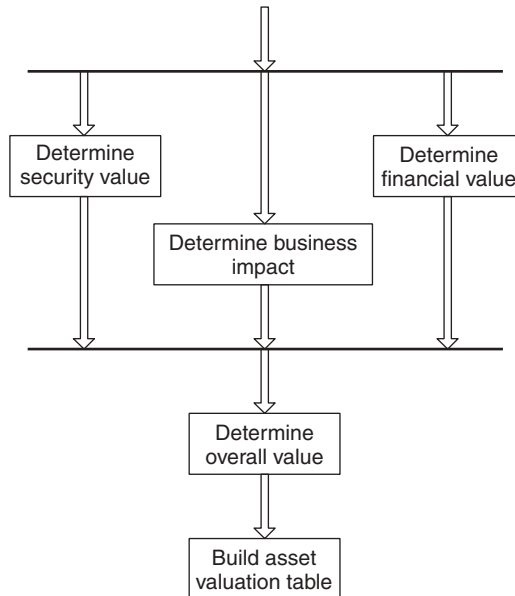 Determine
security value
Determine
financial value
Determine business
impact
Determine
overall value
Build asset
valuation table